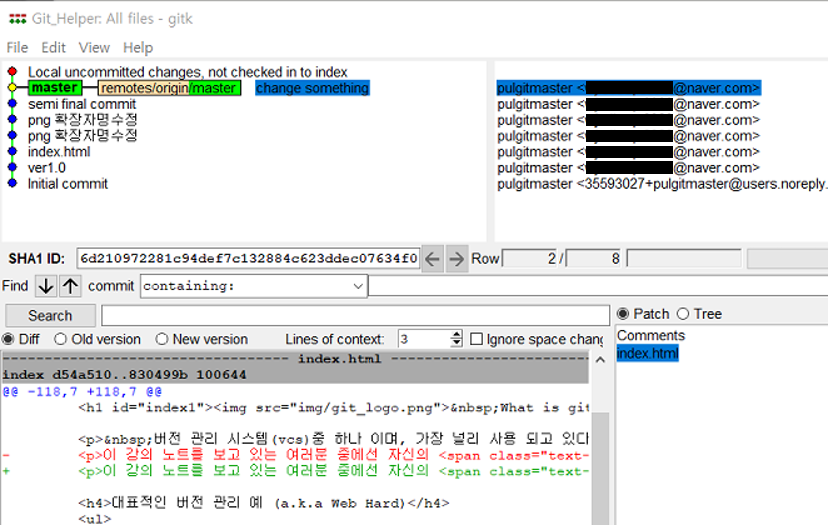 Git_Helper: All files - gitk
File Edit View Help
Local uncommitted changes, not checked in to index
master remotes/origin/master change something pulgitmaster < @naver.com>
semi final commit pulgitmaster < @naver.com>
png 확장자명수정 pulgitmaster < @naver.com>
png 확장자명수정 pulgitmaster < @naver.com>
index.html pulgitmaster < @naver.com>
ver1.0 pulgitmaster < @naver.com>
Initial commit pulgitmaster <35593027+pulgitmaster@users.noreply.
SHA1 ID: 6d210972281c94def7c132884c623ddec07634f0 Row 2 / 8
Find commit containing:
Search Patch Tree
Diff Old version New version Lines of context: 3 Ignore space chang Comments
index.html
---------------------------------- index.html ----------------------
index d54a510..830499b 100644
@@ -118,7 +118,7 @@
<h1 id="index1"><img src="img/git_logo.png">&nbsp;What is git
<p>&nbsp;버전 관리 시스템(vcs)중 하나 이며, 가장 널리 사용 되고 있다
- <p>이 강의 노트를 보고 있는 여러분 중에선 자신의 <span class="text-
+ <p>이 강의 노트를 보고 있는 여러분 중에선 자신의 <span class="text-
<h4>대표적인 버전 관리 예 (a.k.a Web Hard)</h4>
<ul>